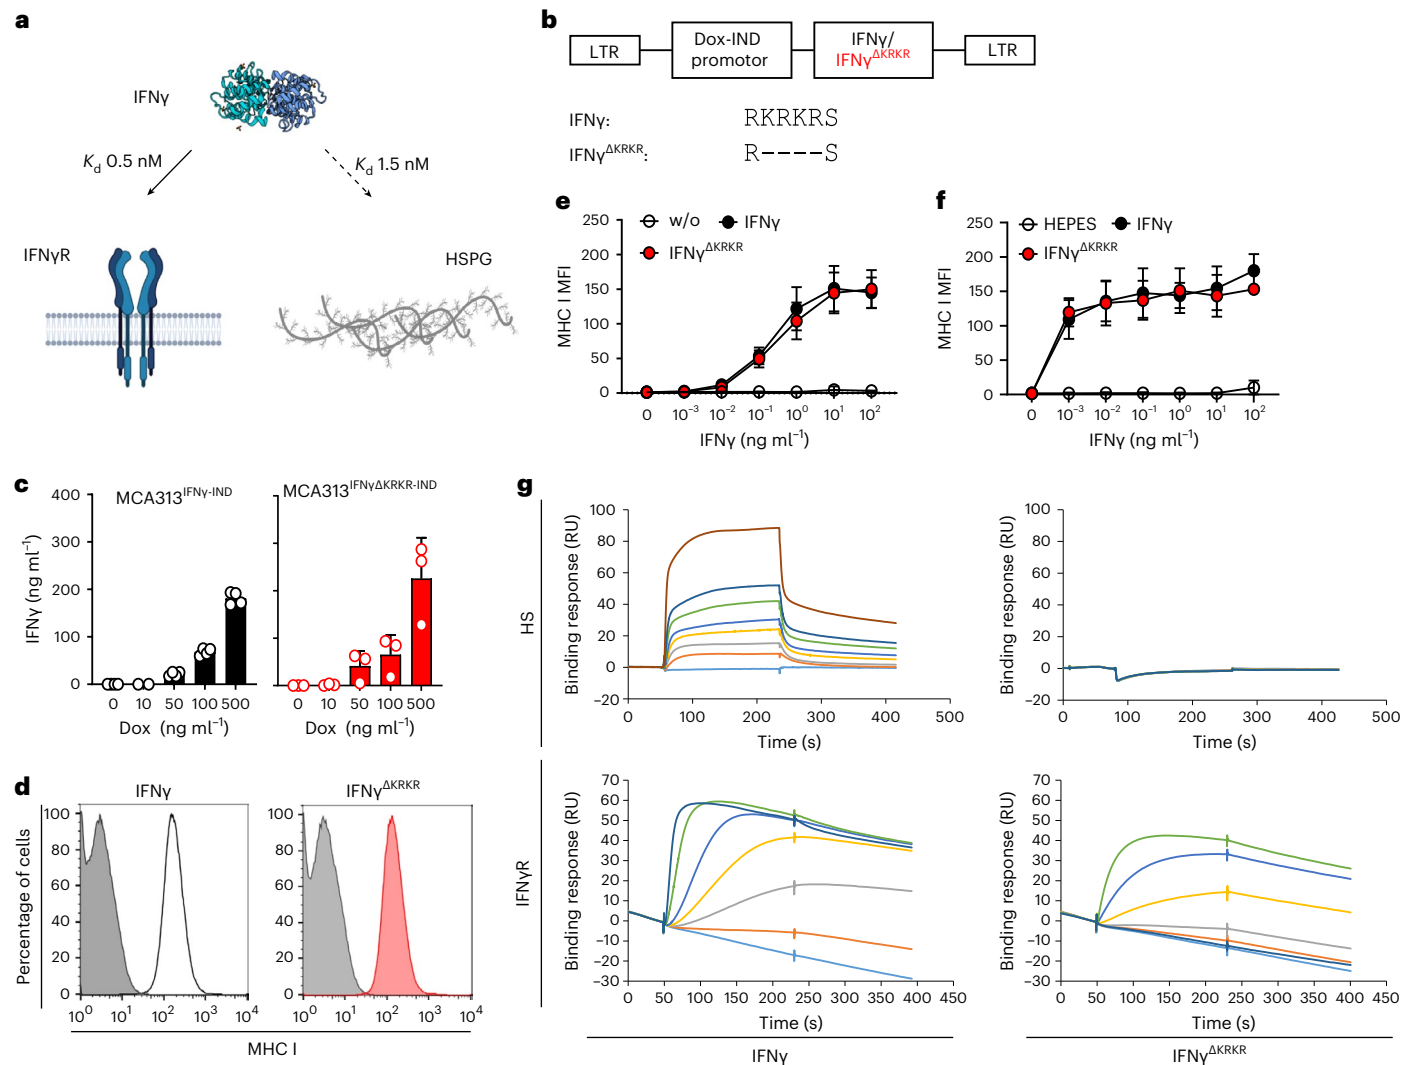 a
IFNγ
Kd 0.5 nM
Kd 1.5 nM
IFNγR
HSPG
b
LTR
Dox-IND
promotor
IFNγ/
IFNγΔKRKR
LTR
IFNγ: RKRKRS
IFNγΔKRKR: R----S
c
MCA313IFNγ-IND
MCA313IFNγΔKRKR-IND
IFNγ (ng ml−1)
400
300
200
100
0
0 10 50 100 500
Dox (ng ml−1)
0 10 50 100 500
Dox (ng ml−1)
d
IFNγ
IFNγΔKRKR
Percentage of cells
100
80
60
40
20
0
100 101 102 103 104
100
80
60
40
20
0
100 101 102 103 104
MHC I
e
w/o IFNγ
IFNγΔKRKR
MHC I MFI
250
200
150
100
50
0
0 10−3 10−2 10−1 100 101 102
IFNγ (ng ml−1)
f
HEPES IFNγ
IFNγΔKRKR
MHC I MFI
250
200
150
100
50
0
0 10−3 10−2 10−1 100 101 102
IFNγ (ng ml−1)
g
HS
Binding response (RU)
100
80
60
40
20
0
−20
0 100 200 300 400 500
Time (s)
Binding response (RU)
100
80
60
40
20
0
−20
0 100 200 300 400 500
Time (s)
IFNγR
Binding response (RU)
70
60
50
40
30
20
10
0
−10
−20
−30
0 50 100 150 200 250 300 350 400 450
Time (s)
IFNγ
Binding response (RU)
70
60
50
40
30
20
10
0
−10
−20
−30
0 50 100 150 200 250 300 350 400 450
Time (s)
IFNγΔKRKR